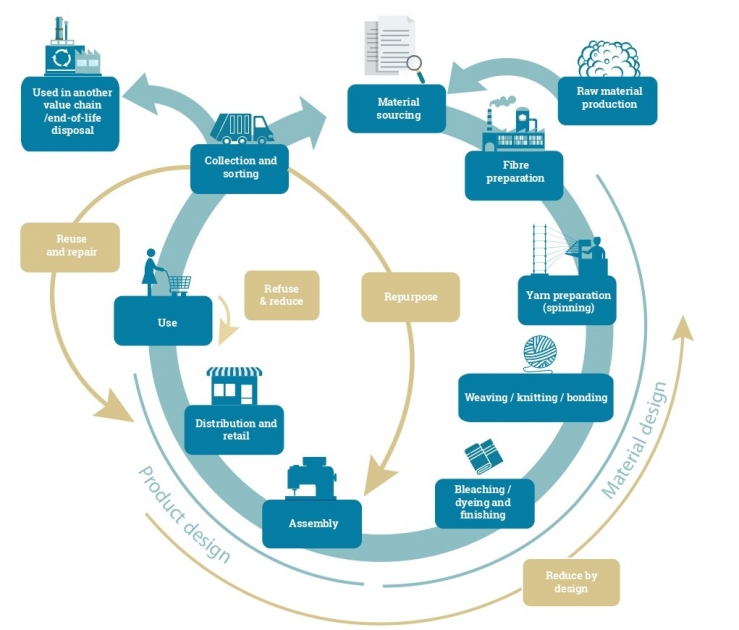 Used in another
value chain
/end-of-life
disposal
Collection and
sorting
Material
sourcing
Raw material
production
Fibre
preparation
Reuse
and repair
Refuse
& reduce
Repurpose
Yarn preparation
(spinning)
Use
Weaving / knitting / bonding
Distribution and
retail
Bleaching /
dyeing and
finishing
Assembly
Product design
Material design
Reduce by
design